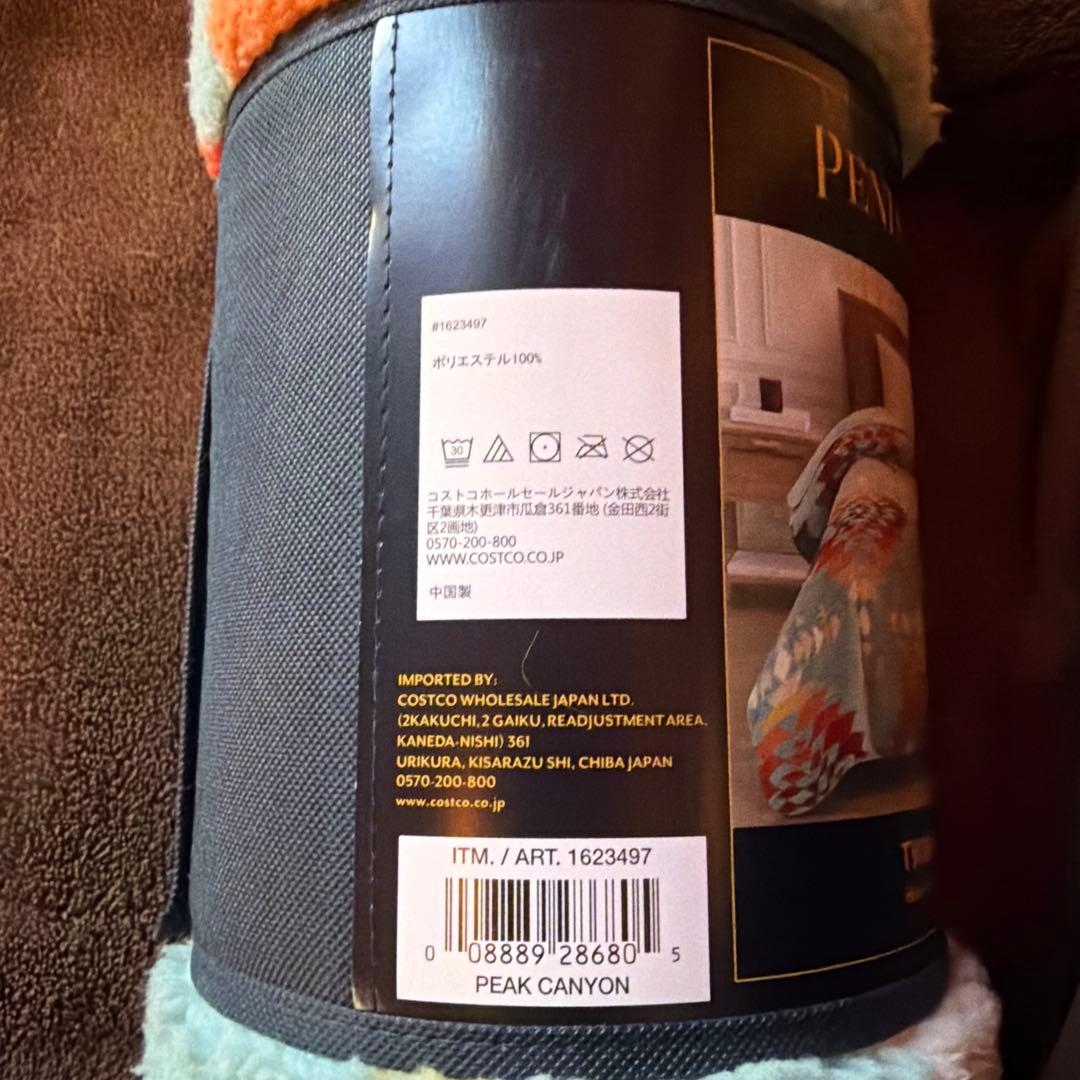 #1623497
ポリエステル100%
30
コストコホールセールジャパン株式会社
千葉県木更津市瓜倉361番地 (金田西2街
区2画地)
0570-200-800
WWW.COSTCO.CO.JP
中国製
IMPORTED BY:
COSTCO WHOLESALE JAPAN LTD.
(2KAKUCHI, 2 GAIKU, READJUSTMENT AREA,
KANEDA-NISHI) 361
URIKURA, KISARAZU SHI, CHIBA JAPAN
0570-200-800
www.costco.co.jp
ITM. / ART. 1623497
0 08889 28680 5
PEAK CANYON